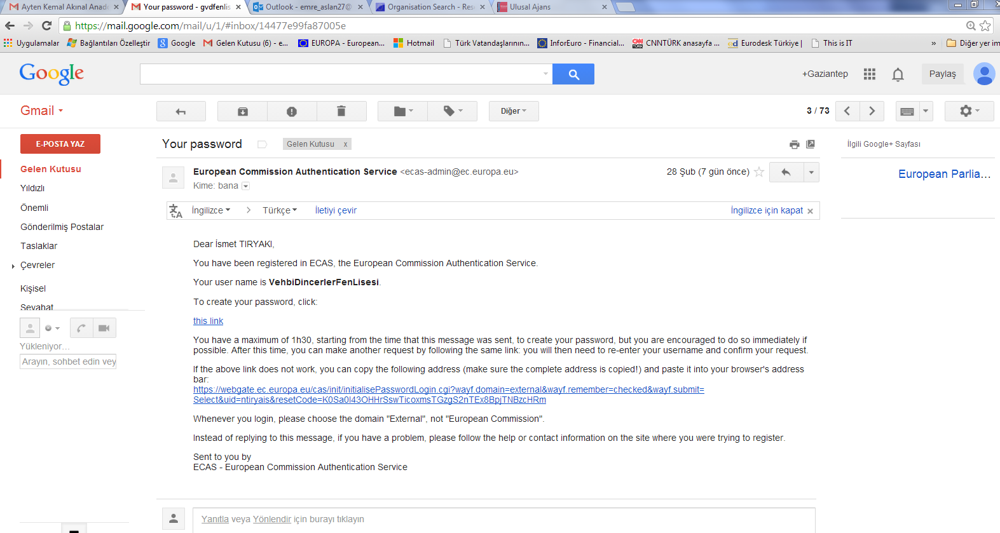 Ayten Kemal Akınal Anad
Your password - gvdfenlis
Outlook - emre_aslan27@
Organisation Search - Res
Ulusal Ajans
https://mail.google.com/mail/u/1/#inbox/14477e99fa87005e
Uygulamalar
Bağlantıları Özelleştir
Google
Gelen Kutusu (6) - e...
EUROPA - European...
Hotmail
Türk Vatandaşlarının...
InforEuro - Financial...
CNNTÜRK anasayfa ...
Eurodesk Türkiye |
This is IT
»
Diğer yer im
Google
+Gaziantep
Paylaş
Gmail
Diğer
3 / 73
E-POSTA YAZ
Gelen Kutusu
Yıldızlı
Önemli
Gönderilmiş Postalar
Taslaklar
Çevreler
Kişisel
Seyahat
Yükleniyor...
Arayın, sohbet edin vey
Your password
Gelen Kutusu x
İlgili Google+ Sayfası
European Parlia...
European Commission Authentication Service <ecas-admin@ec.europa.eu>
28 Şub (7 gün önce)
Kime: bana
İngilizce
Türkçe
İletiyi çevir
İngilizce için kapat
Dear İsmet TIRYAKI,
You have been registered in ECAS, the European Commission Authentication Service.
Your user name is VehbiDincerlerFenLisesi.
To create your password, click:
this link
You have a maximum of 1h30, starting from the time that this message was sent, to create your password, but you are encouraged to do so immediately if
possible. After this time, you can make another request by following the same link: you will then need to re-enter your username and confirm your request.
If the above link does not work, you can copy the following address (make sure the complete address is copied!) and paste it into your browser's address
bar:
https://webgate.ec.europa.eu/cas/init/initialisePasswordLogin.cgi?wayf.domain=external&wayf.remember=checked&wayf.submit=
Select&uid=ntiryais&resetCode=K0Sa0l43OHHrSswTicoxmsTGzgS2nTEx8BpjTNBzcHRm
Whenever you login, please choose the domain "External", not "European Commission".
Instead of replying to this message, if you have a problem, please follow the help or contact information on the site where you were trying to register.
Sent to you by
ECAS - European Commission Authentication Service
Yanıtla veya Yönlendir için burayı tıklayın